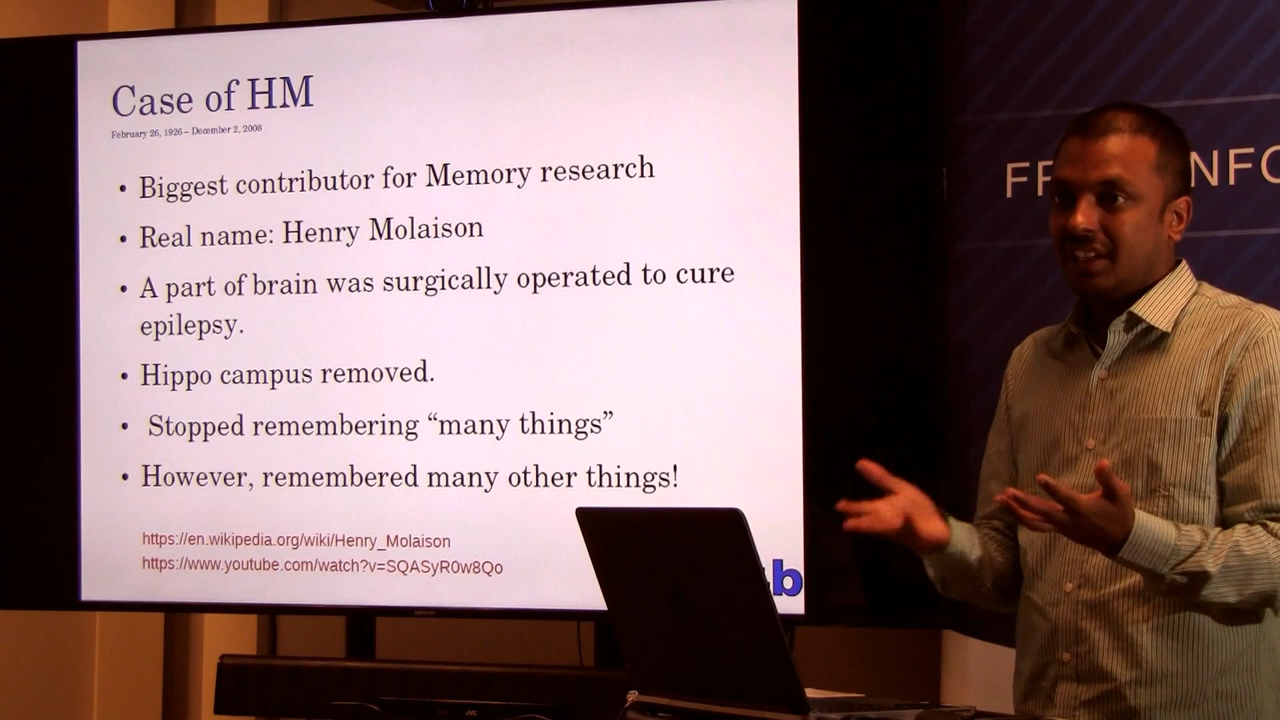 Case of HM
February 26, 1926 – December 2, 2008
• Biggest contributor for Memory research
• Real name: Henry Molaison
• A part of brain was surgically operated to cure
epilepsy.
• Hippo campus removed.
• Stopped remembering “many things”
• However, remembered many other things!
https://en.wikipedia.org/wiki/Henry_Molaison
https://www.youtube.com/watch?v=SQASyR0w8Qo
b